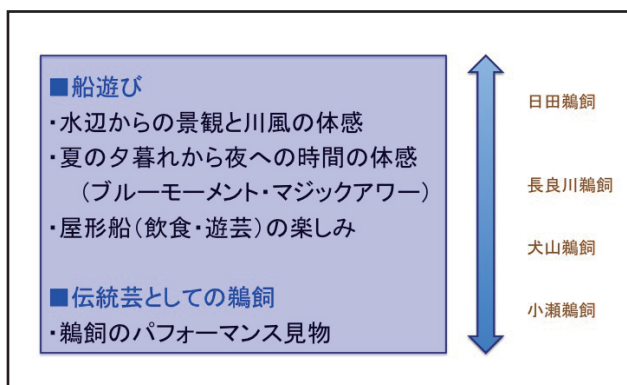 ■船遊び
・水辺からの景観と川風の体感
・夏の夕暮れから夜への時間の体感
(ブルーモーメント・マジックアワー)
・屋形船(飲食・遊芸)の楽しみ
■伝統芸としての鵜飼
・鵜飼のパフォーマンス見物
日田鵜飼
長良川鵜飼
犬山鵜飼
小瀬鵜飼